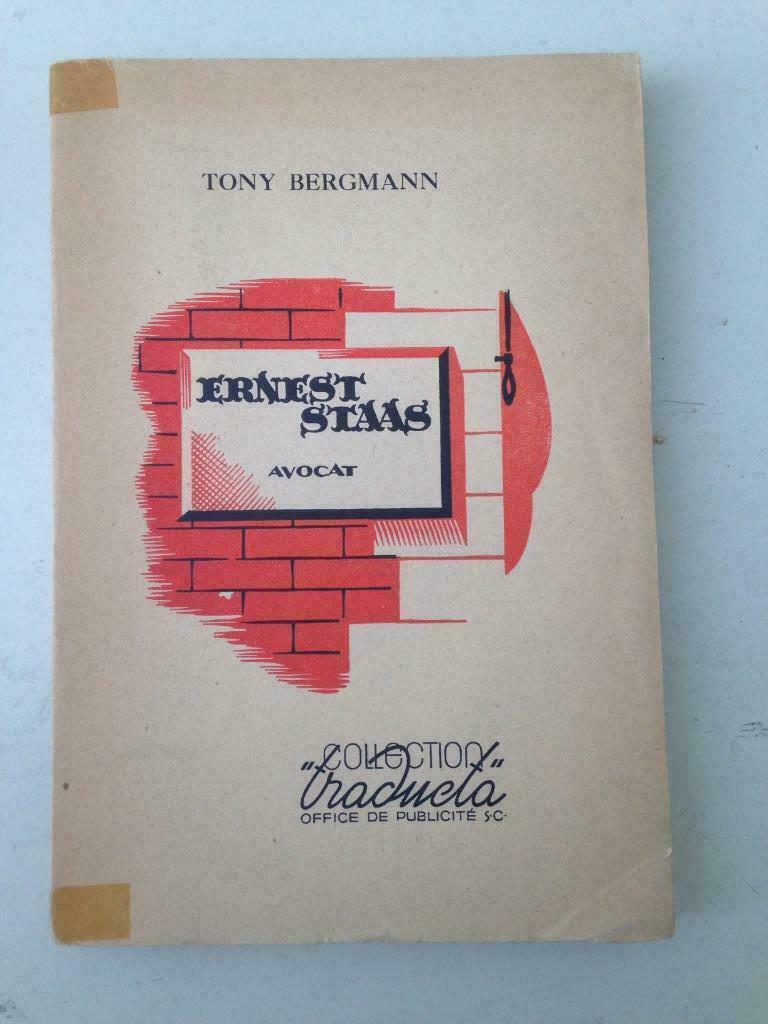 TONY BERGMANN
ERNEST
STAAS
AVOCAT
"COLLECTION
traducta"
OFFICE DE PUBLICITÉ S.C.